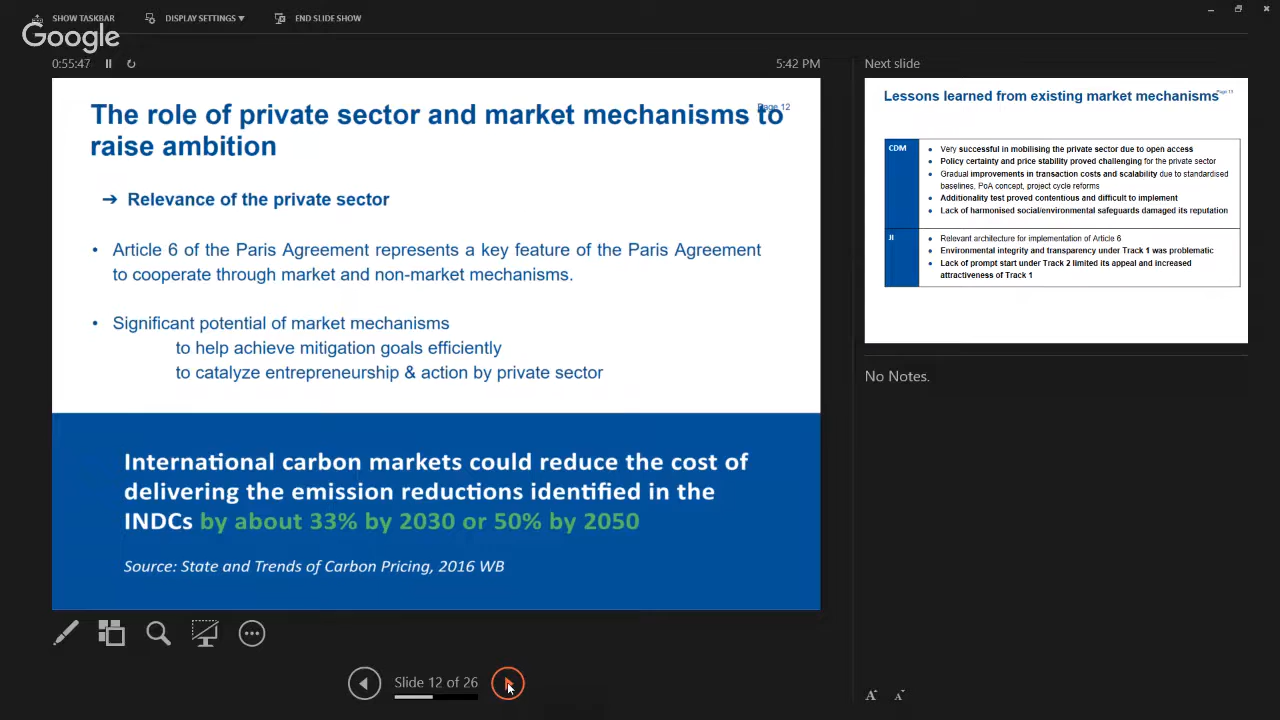 SHOW TASKBAR
DISPLAY SETTINGS ▼
END SLIDE SHOW
Google
0:55:47
5:42 PM
Page 12
The role of private sector and market mechanisms to
raise ambition
➔ Relevance of the private sector
• Article 6 of the Paris Agreement represents a key feature of the Paris Agreement
to cooperate through market and non-market mechanisms.
• Significant potential of market mechanisms
to help achieve mitigation goals efficiently
to catalyze entrepreneurship & action by private sector
International carbon markets could reduce the cost of
delivering the emission reductions identified in the
INDCs by about 33% by 2030 or 50% by 2050
Source: State and Trends of Carbon Pricing, 2016 WB
Slide 12 of 26
Next slide
Lessons learned from existing market mechanisms
CDM
• Very successful in mobilising the private sector due to open access
• Policy certainty and price stability proved challenging for the private sector
• Gradual improvements in transaction costs and scalability due to standardised
baselines, PoA concept, project cycle reforms
• Additionality test proved contentious and difficult to implement
• Lack of harmonised social/environmental safeguards damaged its reputation
JI
• Relevant architecture for implementation of Article 6
• Environmental integrity and transparency under Track 1 was problematic
• Lack of prompt start under Track 2 limited its appeal and increased
attractiveness of Track 1
No Notes.
A A